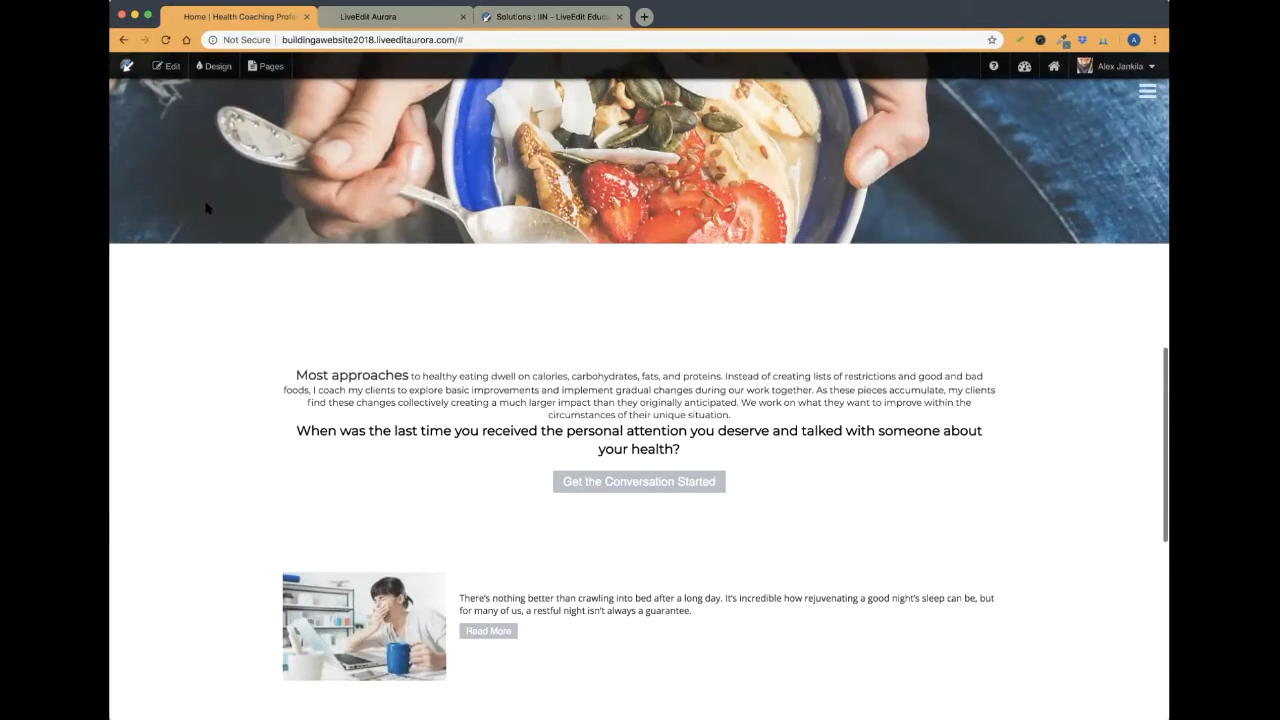 Home | Health Coaching Profe
LiveEdit Aurora
Solutions : IIN - LiveEdit Educ
Not Secure
buildingawebsite2018.liveeditaurora.com/#
A
Edit
Design
Pages
Alex Jankila
Most approaches to healthy eating dwell on calories, carbohydrates, fats, and proteins. Instead of creating lists of restrictions and good and bad
foods, I coach my clients to explore basic improvements and implement gradual changes during our work together. As these pieces accumulate, my clients
find these changes collectively creating a much larger impact than they originally anticipated. We work on what they want to improve within the
circumstances of their unique situation.
When was the last time you received the personal attention you deserve and talked with someone about
your health?
Get the Conversation Started
There's nothing better than crawling into bed after a long day. It's incredible how rejuvenating a good night's sleep can be, but
for many of us, a restful night isn't always a guarantee.
Read More